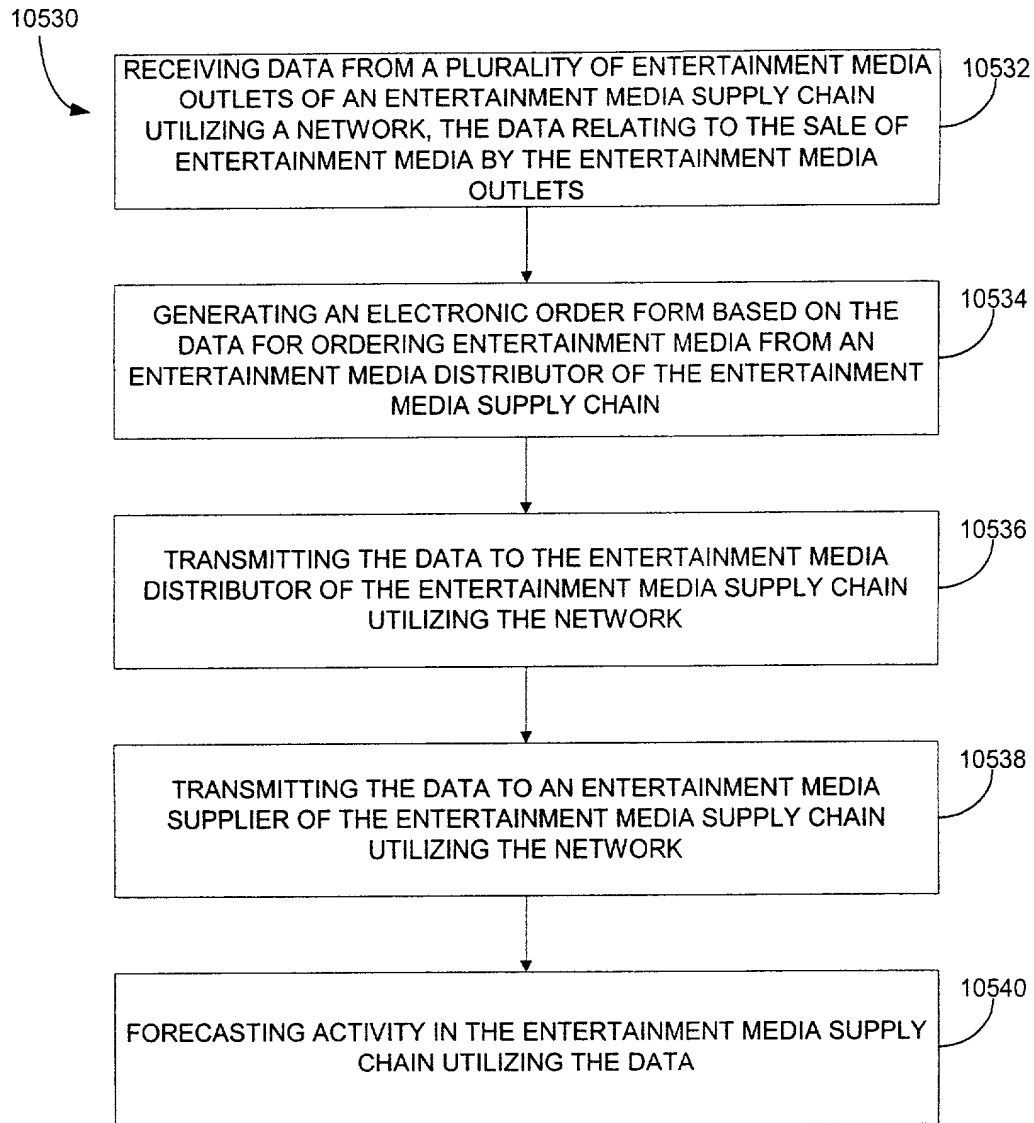 10530
RECEIVING DATA FROM A PLURALITY OF ENTERTAINMENT MEDIA
OUTLETS OF AN ENTERTAINMENT MEDIA SUPPLY CHAIN
UTILIZING A NETWORK, THE DATA RELATING TO THE SALE OF
ENTERTAINMENT MEDIA BY THE ENTERTAINMENT MEDIA
OUTLETS
10532
GENERATING AN ELECTRONIC ORDER FORM BASED ON THE
DATA FOR ORDERING ENTERTAINMENT MEDIA FROM AN
ENTERTAINMENT MEDIA DISTRIBUTOR OF THE ENTERTAINMENT
MEDIA SUPPLY CHAIN
10534
TRANSMITTING THE DATA TO THE ENTERTAINMENT MEDIA
DISTRIBUTOR OF THE ENTERTAINMENT MEDIA SUPPLY CHAIN
UTILIZING THE NETWORK
10536
TRANSMITTING THE DATA TO AN ENTERTAINMENT MEDIA
SUPPLIER OF THE ENTERTAINMENT MEDIA SUPPLY CHAIN
UTILIZING THE NETWORK
10538
FORECASTING ACTIVITY IN THE ENTERTAINMENT MEDIA SUPPLY
CHAIN UTILIZING THE DATA
10540